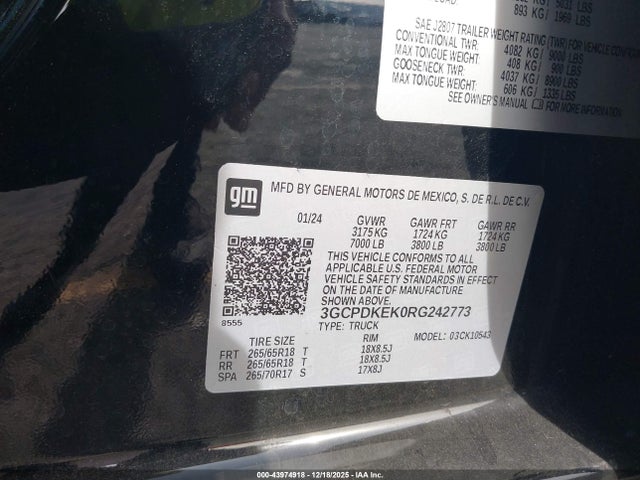 893 KG / 1969 LBS
SAE J2807 TRAILER WEIGHT RATING (TWR) FOR VEHICLE
CONVENTIONAL TWR: 4082 KG / 9000 LBS
MAX TONGUE WEIGHT: 408 KG / 900 LBS
GOOSENECK TWR: 4037 KG / 8900 LBS
MAX TONGUE WEIGHT: 606 KG / 1335 LBS
SEE OWNER'S MANUAL FOR MORE INFORMATION
gm
MFD BY GENERAL MOTORS DE MEXICO, S. DE R.L. DE C.V.
01/24 GVWR GAWR FRT GAWR RR
3175 KG 1724 KG 1724 KG
7000 LB 3800 LB 3800 LB
THIS VEHICLE CONFORMS TO ALL
APPLICABLE U.S. FEDERAL MOTOR
VEHICLE SAFETY STANDARDS IN EFFECT
ON THE DATE OF MANUFACTURE
SHOWN ABOVE.
3GCPDKEK0RG242773
8555
TYPE: TRUCK
MODEL: 03CK10543
TIRE SIZE RIM
FRT 265/65R18 T 18X8.5J
RR 265/65R18 T 18X8.5J
SPA 265/70R17 S 17X8J
000-43974918 | 12/18/2025 - IAA Inc.